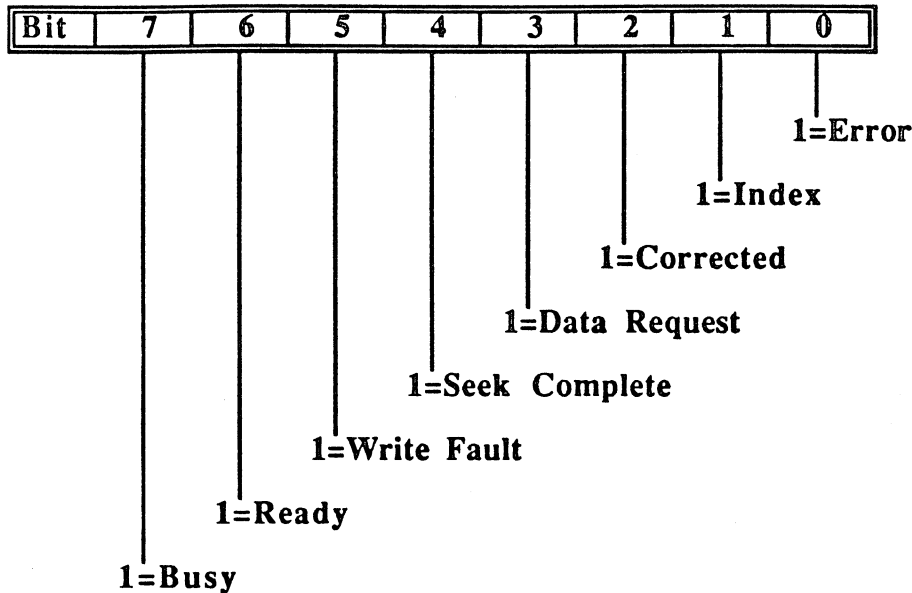 Bit 7 6 5 4 3 2 1 0
1=Error
1=Index
1=Corrected
1=Data Request
1=Seek Complete
1=Write Fault
1=Ready
1=Busy